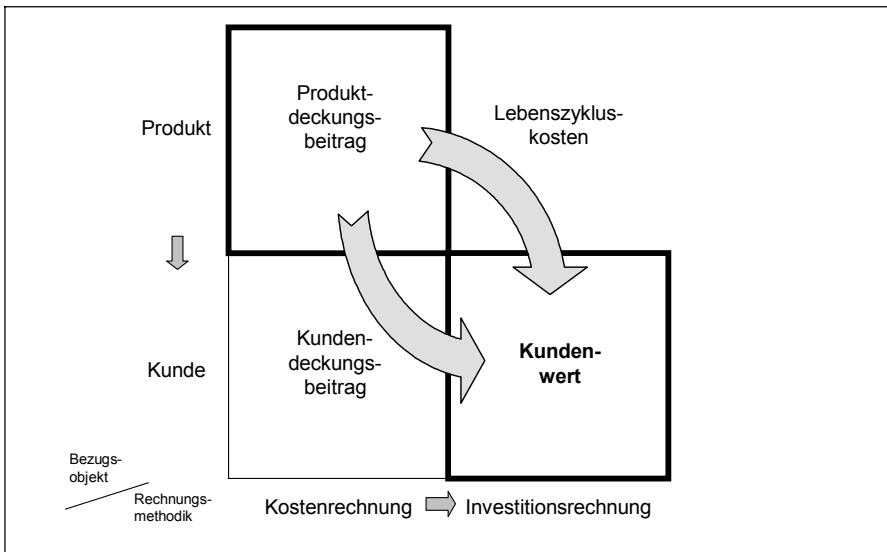 Produkt
Produkt-
deckungs-
beitrag
Lebenszyklus-
kosten
Kunde
Kunden-
deckungs-
beitrag
Kunden-
wert
Bezugs-
objekt
Rechnungs-
methodik
Kostenrechnung Investitionsrechnung